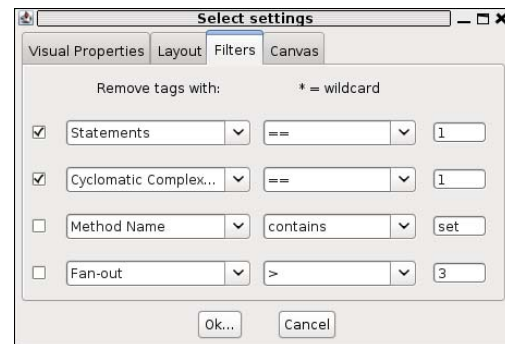 Select settings
Visual Properties Layout Filters Canvas
Remove tags with: * = wildcard
Statements == 1
Cyclomatic Complex... == 1
Method Name contains set
Fan-out > 3
Ok... Cancel